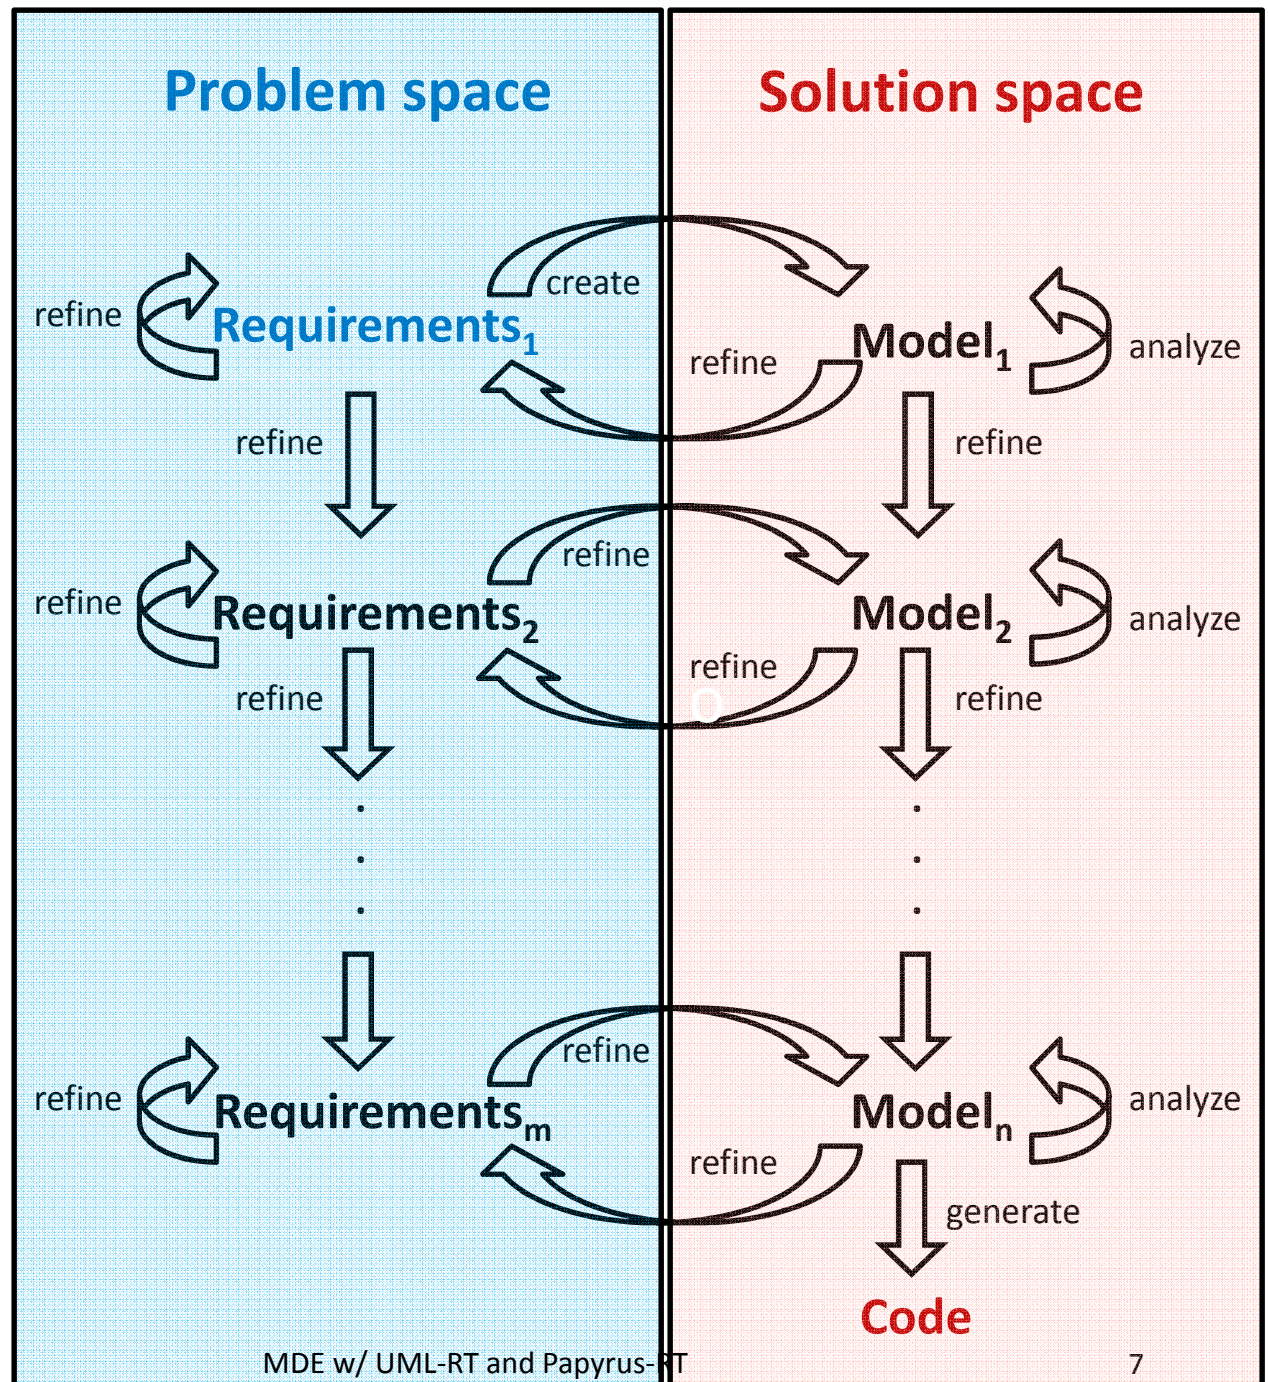 Problem space
Solution space
create
refine
Requirements₁
Model₁
refine
analyze
refine
refine
refine
refine
Requirements₂
Model₂
analyze
refine
O
refine
refine
.
.
.
.
.
.
refine
refine
Requirementsₘ
Modelₙ
analyze
refine
generate
Code
MDE w/ UML-RT and Papyrus-RT
7